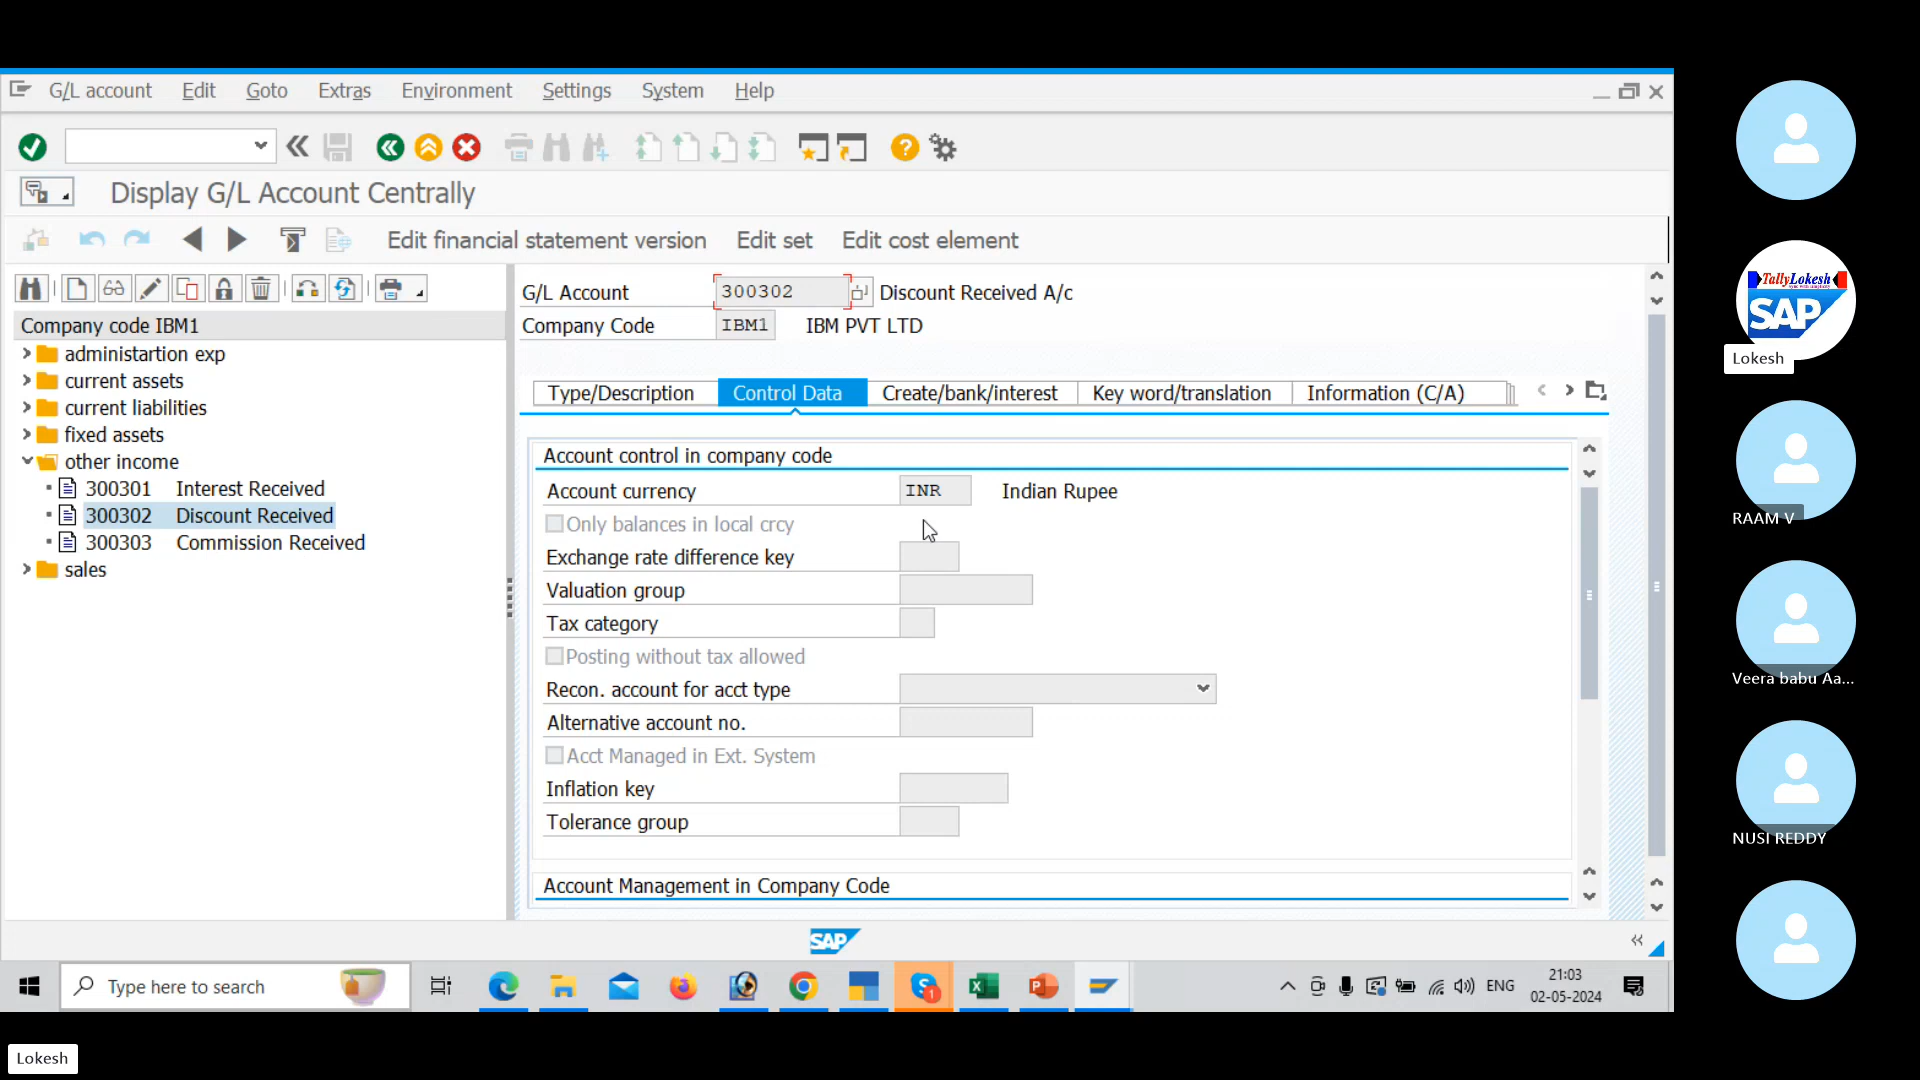 G/L account Edit Goto Extras Environment Settings System Help
Display G/L Account Centrally
Edit financial statement version Edit set Edit cost element
Company code IBM1
administartion exp
current assets
current liabilities
fixed assets
other income
300301 Interest Received
300302 Discount Received
300303 Commission Received
sales
G/L Account 300302 Discount Received A/c
Company Code IBM1 IBM PVT LTD
Type/Description Control Data Create/bank/interest Key word/translation Information (C/A)
Account control in company code
Account currency INR Indian Rupee
Only balances in local crcy
Exchange rate difference key
Valuation group
Tax category
Posting without tax allowed
Recon. account for acct type
Alternative account no.
Acct Managed in Ext. System
Inflation key
Tolerance group
Account Management in Company Code
SAP
Type here to search
1
ENG
21:03
02-05-2024
TallyLokesh
SAP
Lokesh
RAAM V
Veera babu Aa...
NUSI REDDY
Lokesh